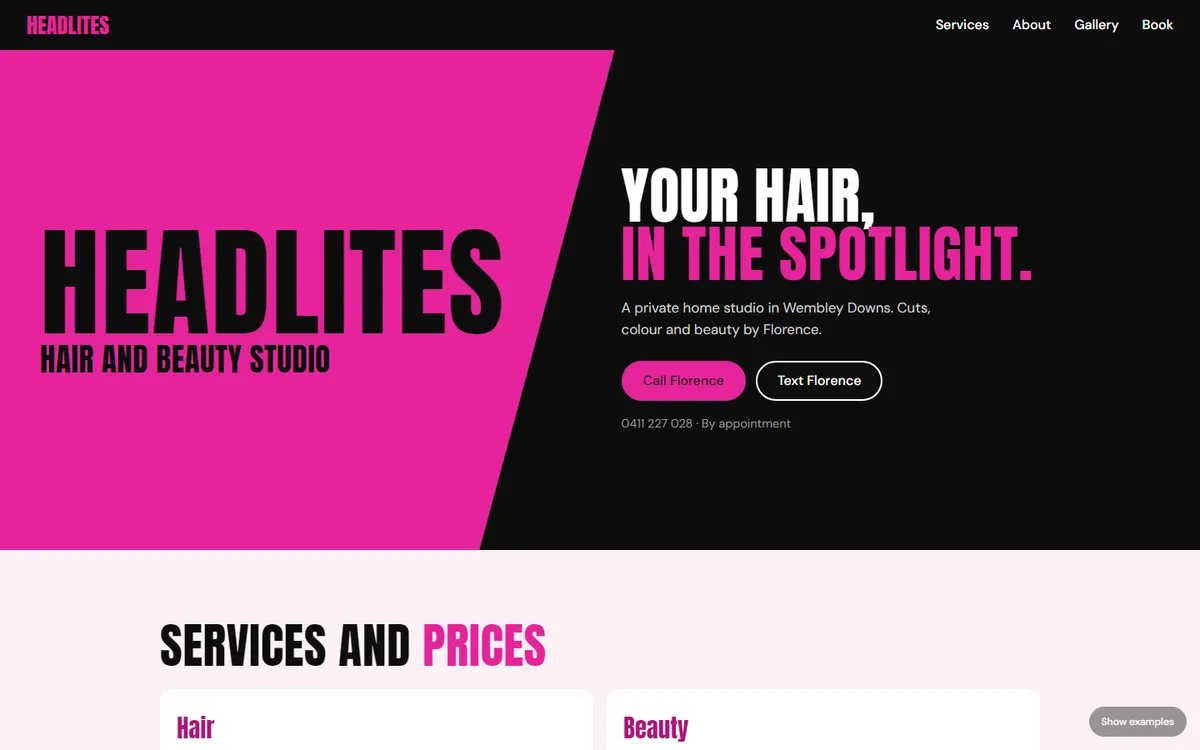 HEADLITES
Services
About
Gallery
Book
HEADLITES
HAIR AND BEAUTY STUDIO
YOUR HAIR,
IN THE SPOTLIGHT.
A private home studio in Wembley Downs. Cuts,
colour and beauty by Florence.
Call Florence
Text Florence
0411 227 028 · By appointment
SERVICES AND PRICES
Hair
Beauty
Show examples